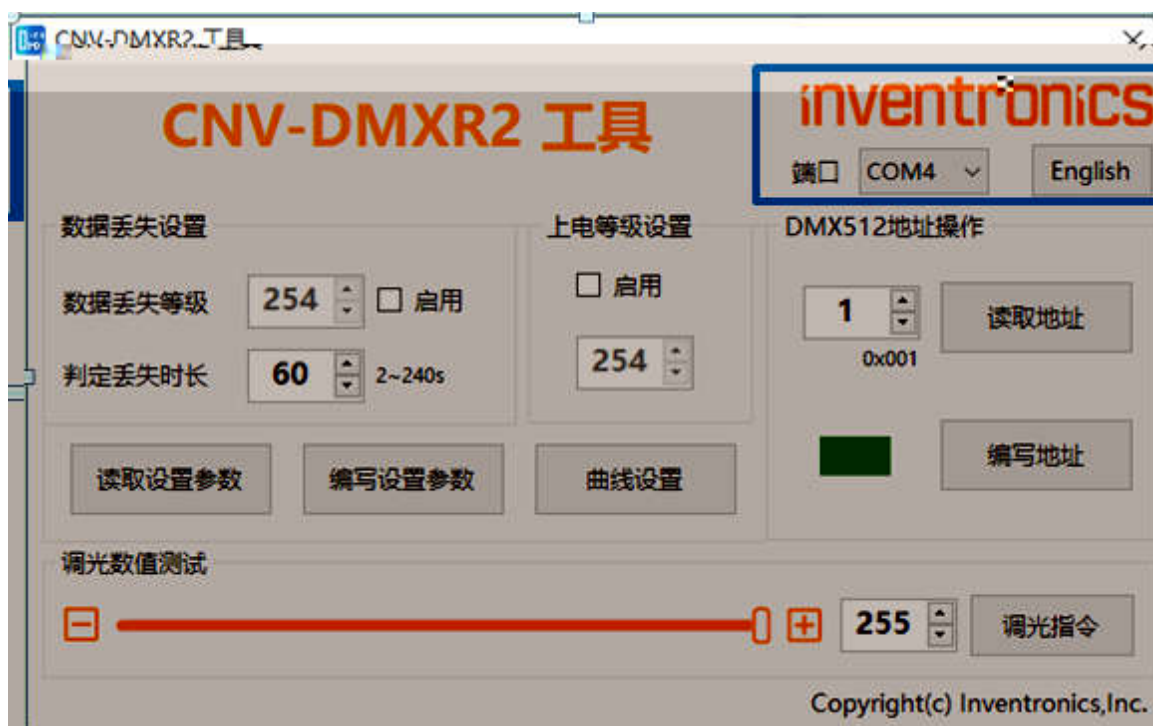 CNV-DMXR2 工具
CNV-DMXR2 工具
inventronics
端口 COM4 English
数据丢失设置
数据丢失等级 254 启用
判定丢失时长 60 2~240s
上电等级设置
启用
254
DMX512地址操作
1 读取地址
0x001
编写地址
读取设置参数 编写设置参数 曲线设置
调光数值测试
255 调光指令
Copyright(c) Inventronics,Inc.